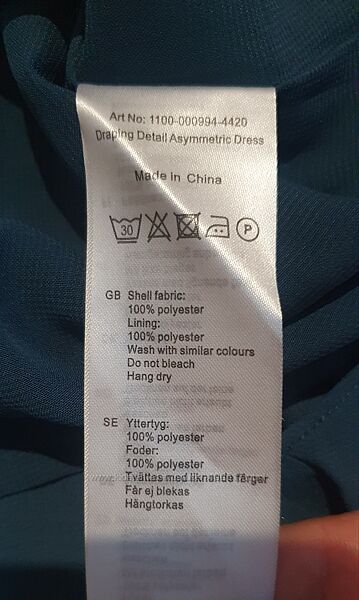 Art No: 1100-000994-4420
Draping Detail Asymmetric Dress
Made in China
30 P
GB Shell fabric:
100% polyester
Lining:
100% polyester
Wash with similar colours
Do not bleach
Hang dry
SE Yttertyg:
100% polyester
Foder:
100% polyester
Tvättas med liknande färger
Får ej blekas
Hängtorkas